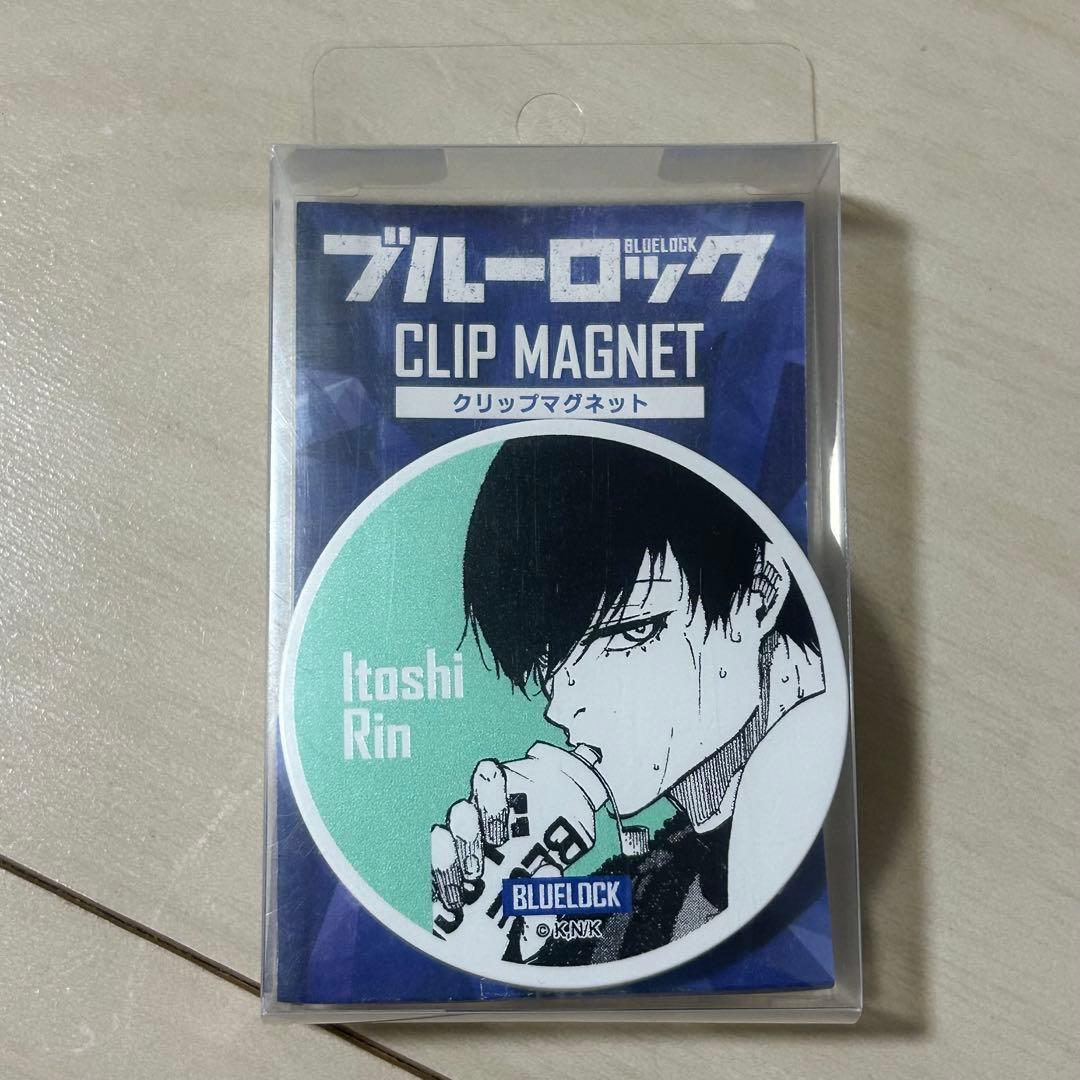 ブルーロック
BLUELOCK
CLIP MAGNET
クリップマグネット
Itoshi
Rin
BLUELOCK
© K,N/K